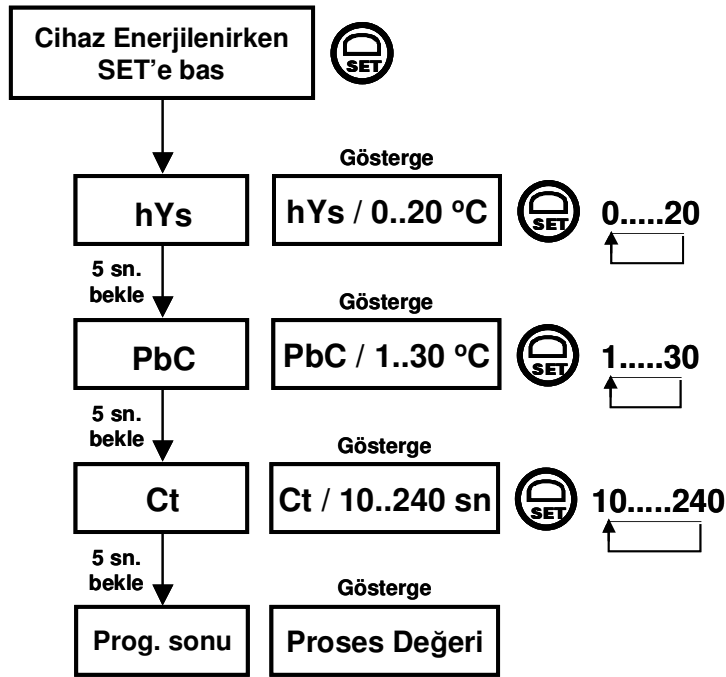 Cihaz Enerjilenirken
SET'e bas
SET
Gösterge
hYs
hYs / 0..20 ºC
SET
0.....20
5 sn.
bekle
Gösterge
PbC
PbC / 1..30 ºC
SET
1.....30
5 sn.
bekle
Gösterge
Ct
Ct / 10..240 sn
SET
10.....240
5 sn.
bekle
Gösterge
Prog. sonu
Proses Değeri